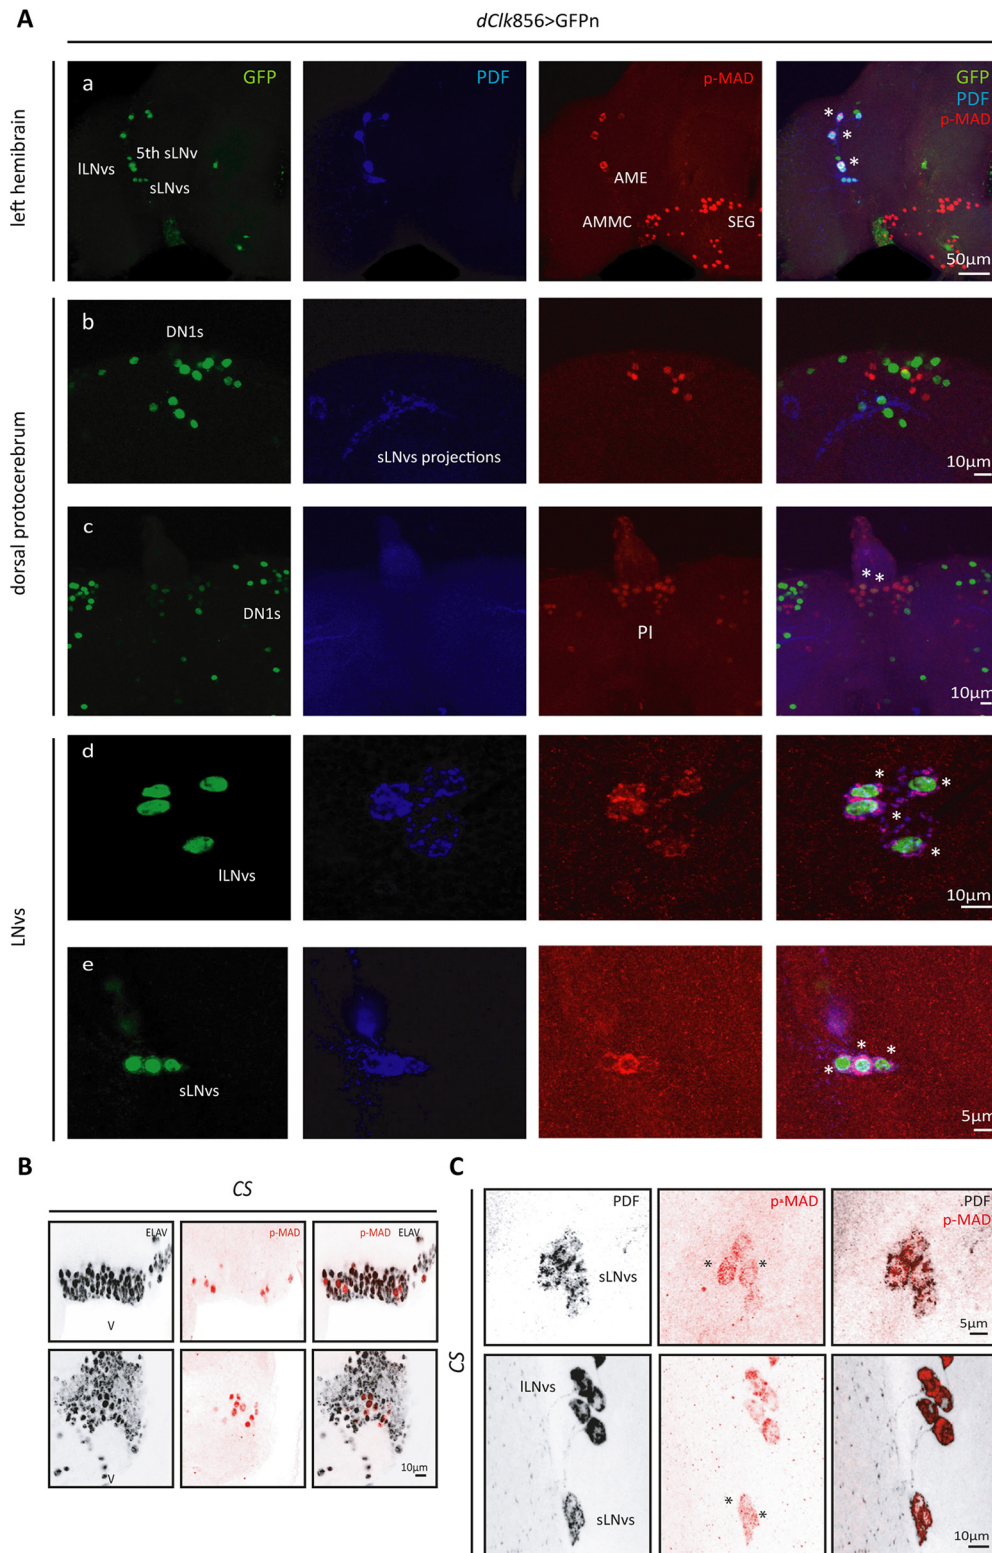 A
dClk856>GFPn
left hemibrain
a
GFP
PDF
p-MAD
GFP
PDF
p-MAD
lLNvs
5th sLNv
sLNvs
AME
AMMC
SEG
50µm
dorsal protocerebrum
b
DN1s
sLNvs projections
10µm
c
DN1s
PI
10µm
LNvs
d
lLNvs
10µm
e
sLNvs
5µm
B
CS
ELAV
p-MAD
p-MAD ELAV
V
V
10µm
C
CS
PDF
p-MAD
PDF
p-MAD
sLNvs
5µm
lLNvs
sLNvs
10µm